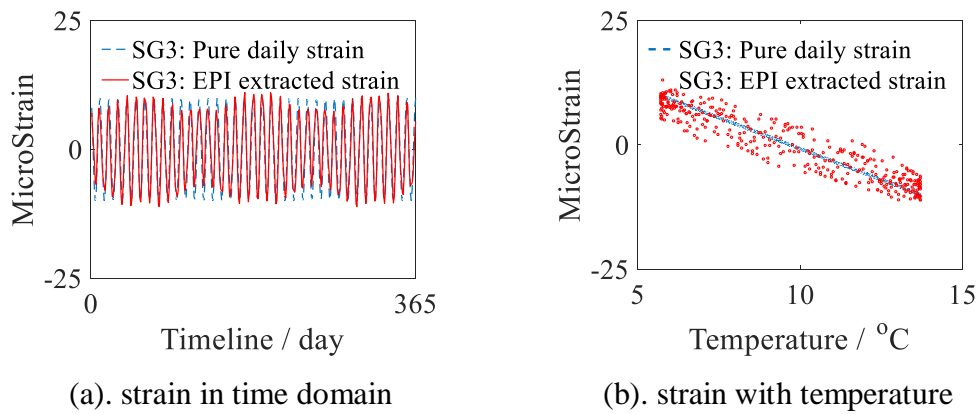 25
SG3: Pure daily strain
SG3: EPI extracted strain
MicroStrain
0
-25
0
365
Timeline / day
(a). strain in time domain
25
SG3: Pure daily strain
SG3: EPI extracted strain
MicroStrain
0
-25
5
10
15
Temperature / °C
(b). strain with temperature